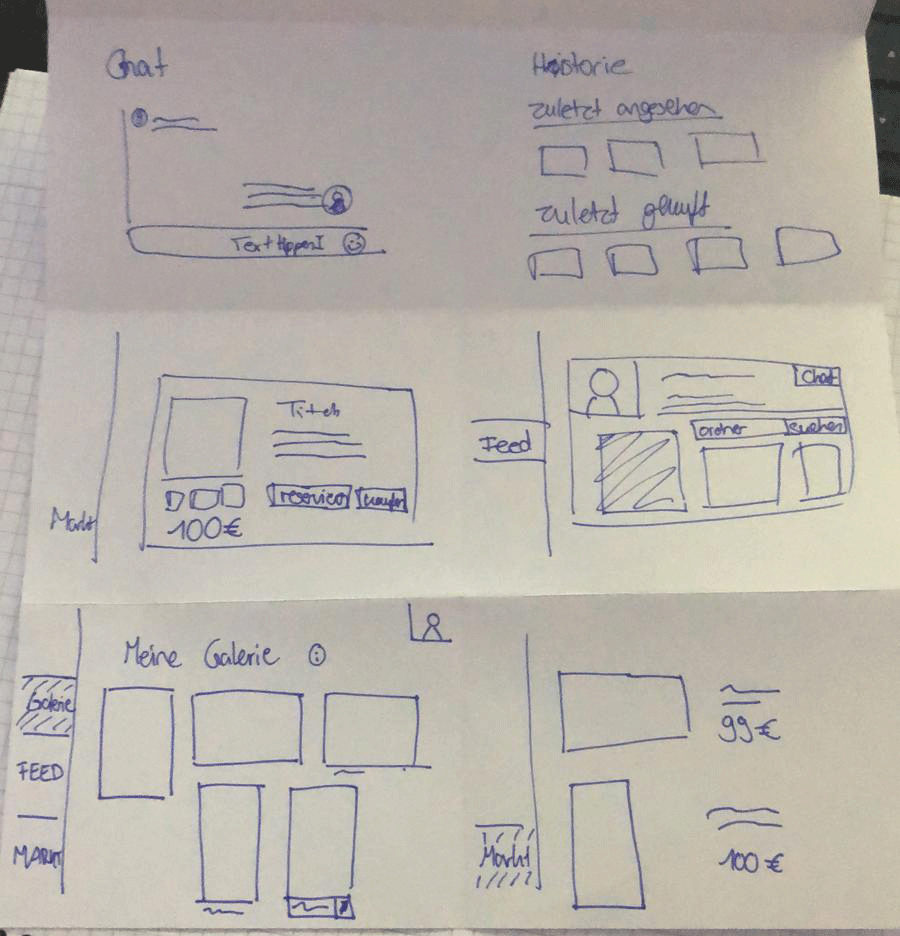 Chat
Text tippen I
Historie
zuletzt angesehen
zuletzt gekauft
Markt
Titel
reservieren
kaufen
100€
Feed
Chat
ordner
suchen
Meine Galerie
Galerie
FEED
MARKT
99€
Markt
100€